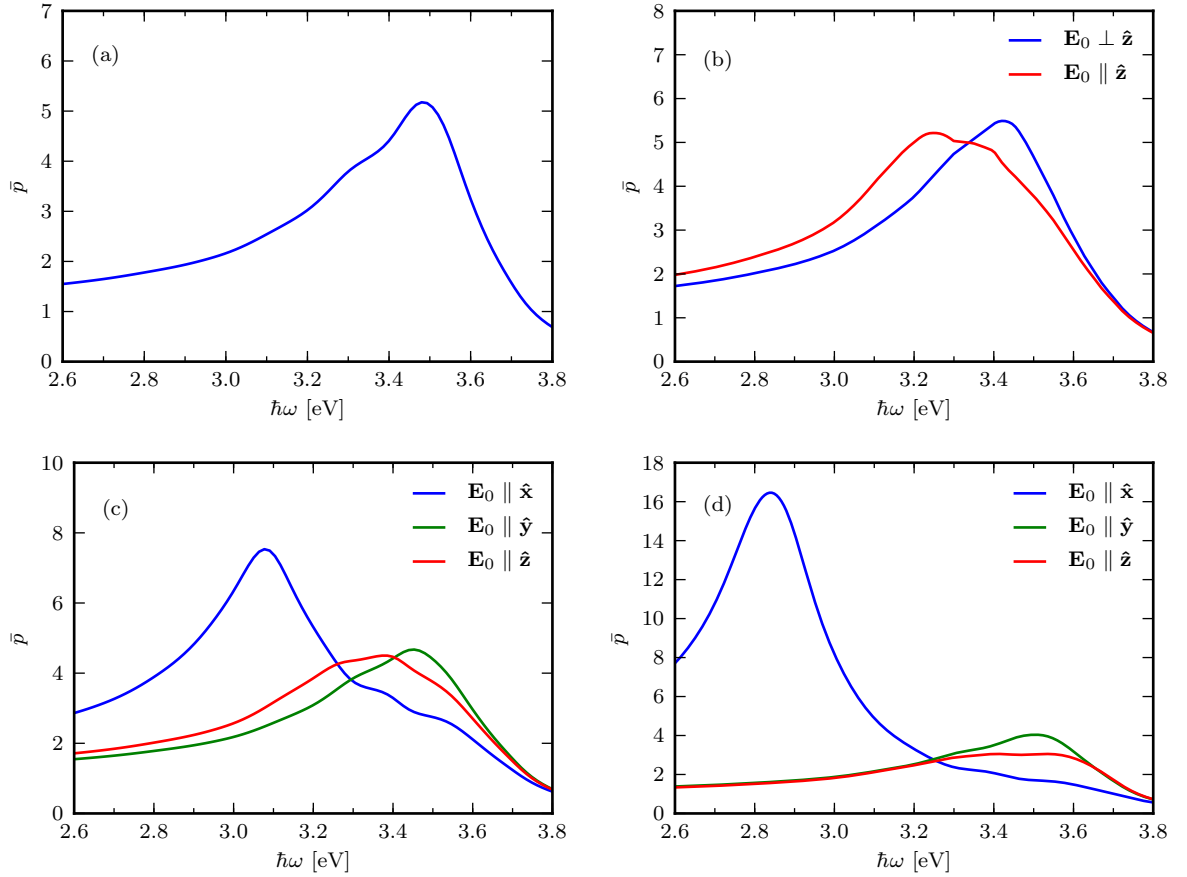 7
6
5
4
3
2
1
0
p̄
(a)
2.6 2.8 3.0 3.2 3.4 3.6 3.8
ħω [eV]
8
7
6
5
4
3
2
1
0
p̄
(b)
E₀ ⊥ ẑ
E₀ ∥ ẑ
2.6 2.8 3.0 3.2 3.4 3.6 3.8
ħω [eV]
10
8
6
4
2
0
p̄
(c)
E₀ ∥ x̂
E₀ ∥ ŷ
E₀ ∥ ẑ
2.6 2.8 3.0 3.2 3.4 3.6 3.8
ħω [eV]
18
16
14
12
10
8
6
4
2
0
p̄
(d)
E₀ ∥ x̂
E₀ ∥ ŷ
E₀ ∥ ẑ
2.6 2.8 3.0 3.2 3.4 3.6 3.8
ħω [eV]